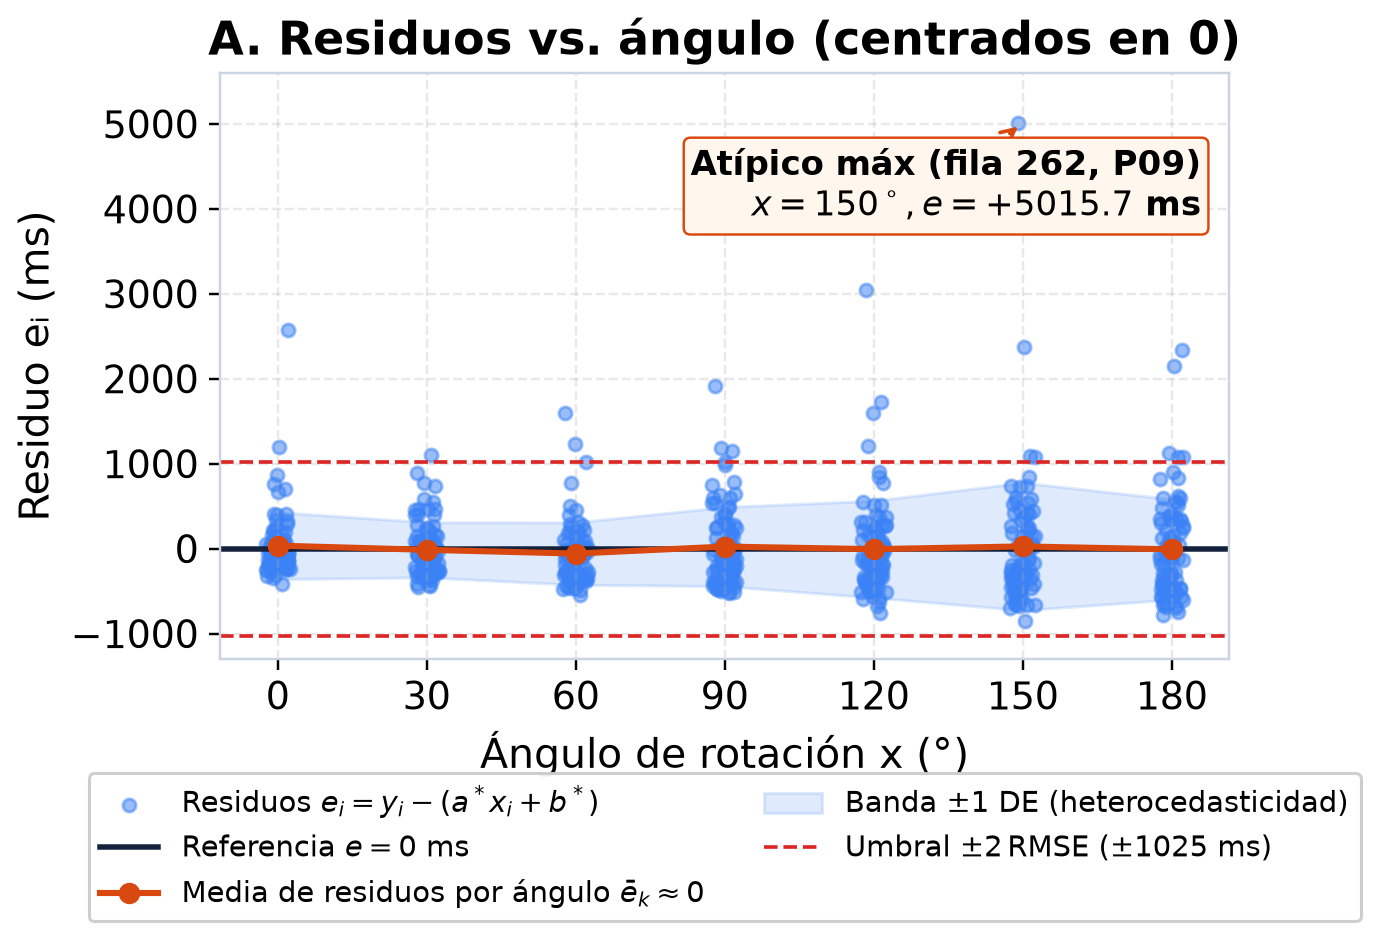 A. Residuos vs. ángulo (centrados en 0)
Residuo eᵢ (ms)
5000
4000
3000
2000
1000
0
−1000
Atípico máx (fila 262, P09)
x = 150°, e = +5015.7 ms
0 30 60 90 120 150 180
Ángulo de rotación x (°)
Residuos eᵢ = yᵢ − (a*xᵢ + b*)
Referencia e = 0 ms
Media de residuos por ángulo ēₖ ≈ 0
Banda ±1 DE (heterocedasticidad)
Umbral ±2 RMSE (±1025 ms)